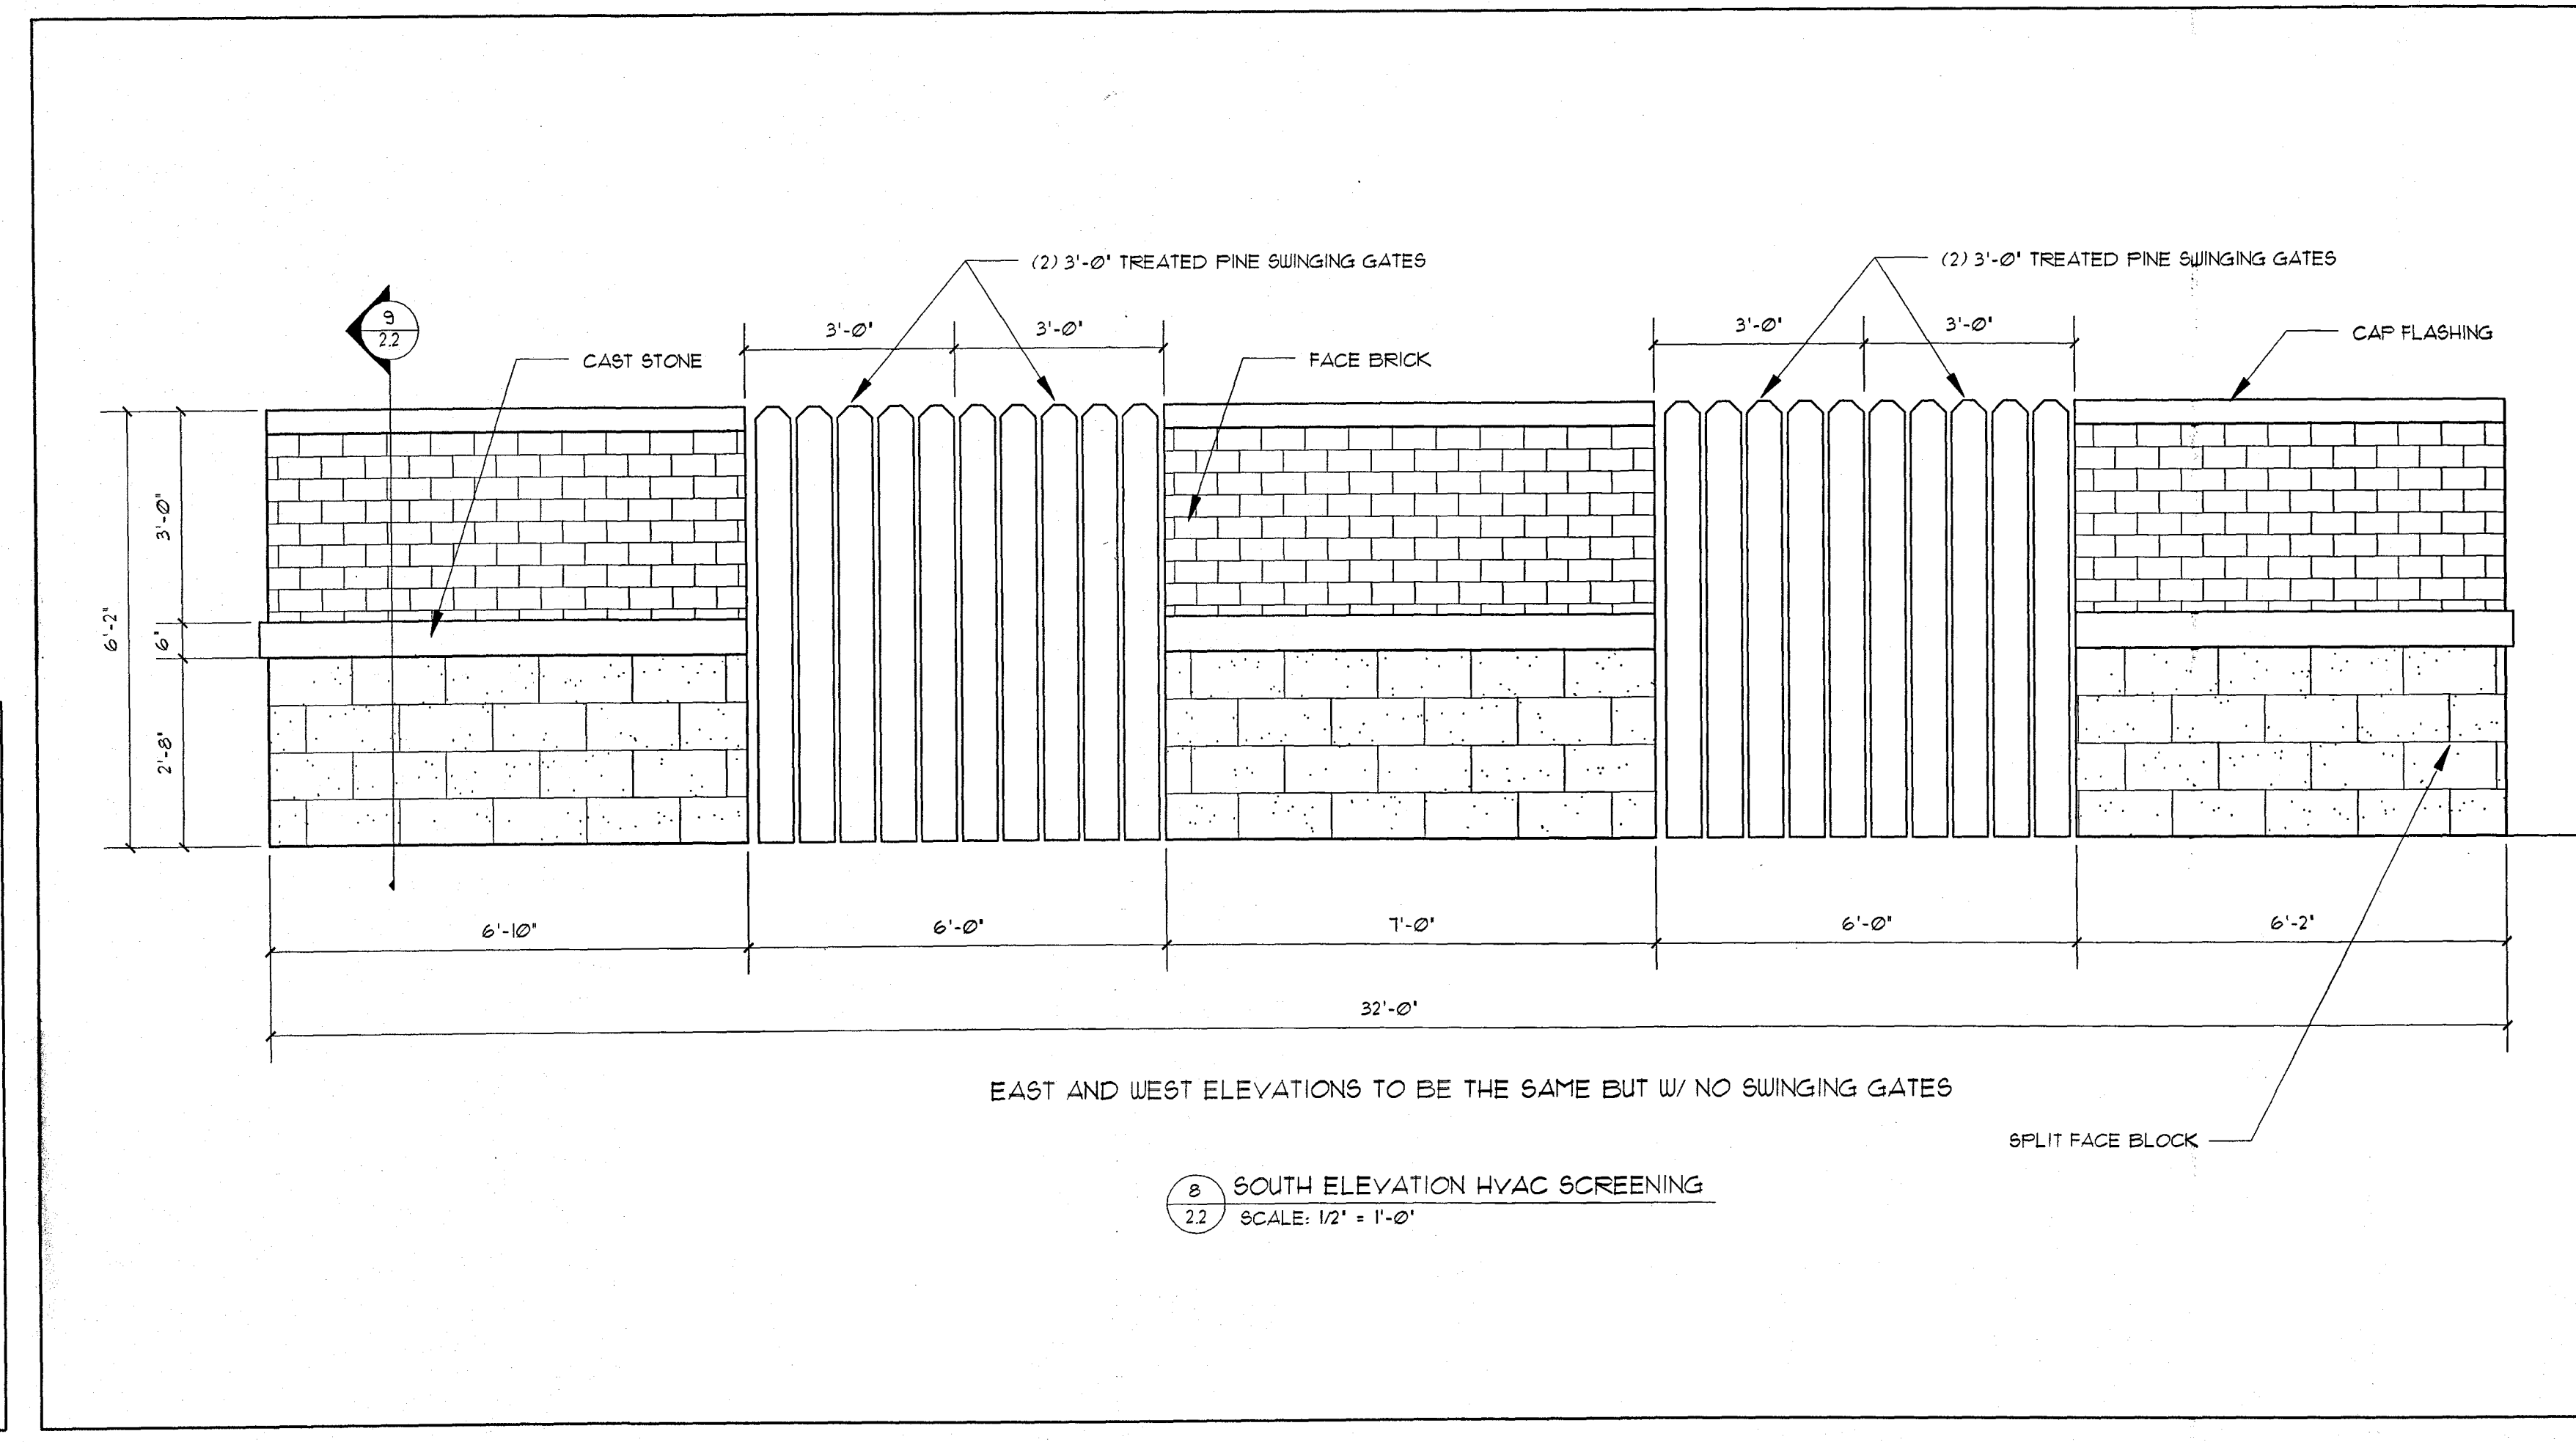 (2) 3'-0" TREATED PINE SWINGING GATES
(2) 3'-0" TREATED PINE SWINGING GATES
9
2.2
CAST STONE
3'-0"
3'-0"
FACE BRICK
3'-0"
3'-0"
CAP FLASHING
6'-2"
3'-0"
6"
2'-8"
6'-10"
6'-0"
7'-0"
6'-0"
6'-2"
32'-0"
EAST AND WEST ELEVATIONS TO BE THE SAME BUT W/ NO SWINGING GATES
SPLIT FACE BLOCK
8
2.2
SOUTH ELEVATION HVAC SCREENING
SCALE: 1/2" = 1'-0"